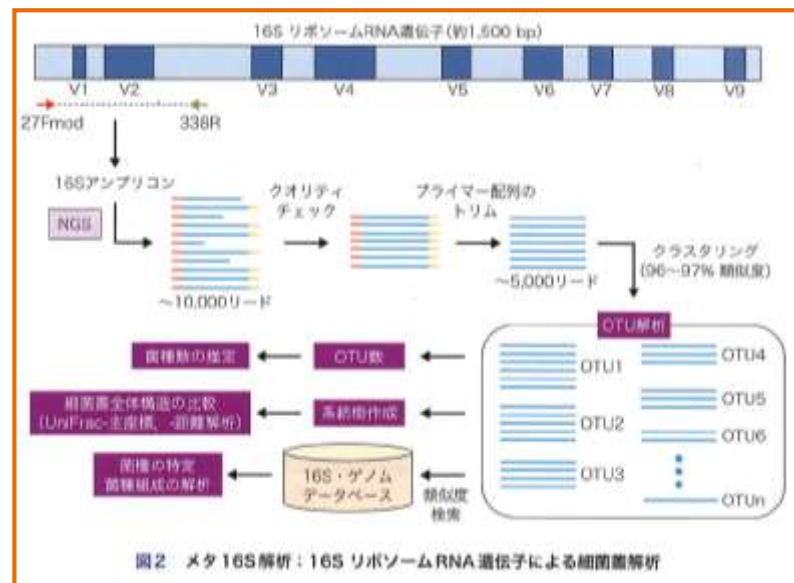 16S リボソームRNA遺伝子(約1,500 bp)
V1 V2 V3 V4 V5 V6 V7 V8 V9
27Fmod 338R
16Sアンプリコン
NGS
〜10,000リード
クオリティ
チェック
プライマー配列の
トリム
〜5,000リード
クラスタリング
(96〜97% 類似度)
OTU解析
OTU1
OTU2
OTU3
OTU4
OTU5
OTU6
OTUn
OTU数
菌種数の推定
系統樹作成
細菌叢全体構造の比較
(UniFrac-主座標, -距離解析)
類似度
検索
16S・ゲノム
データベース
菌種の特定
菌種組成の解析
図2 メタ16S解析:16S リボソームRNA遺伝子による細菌叢解析